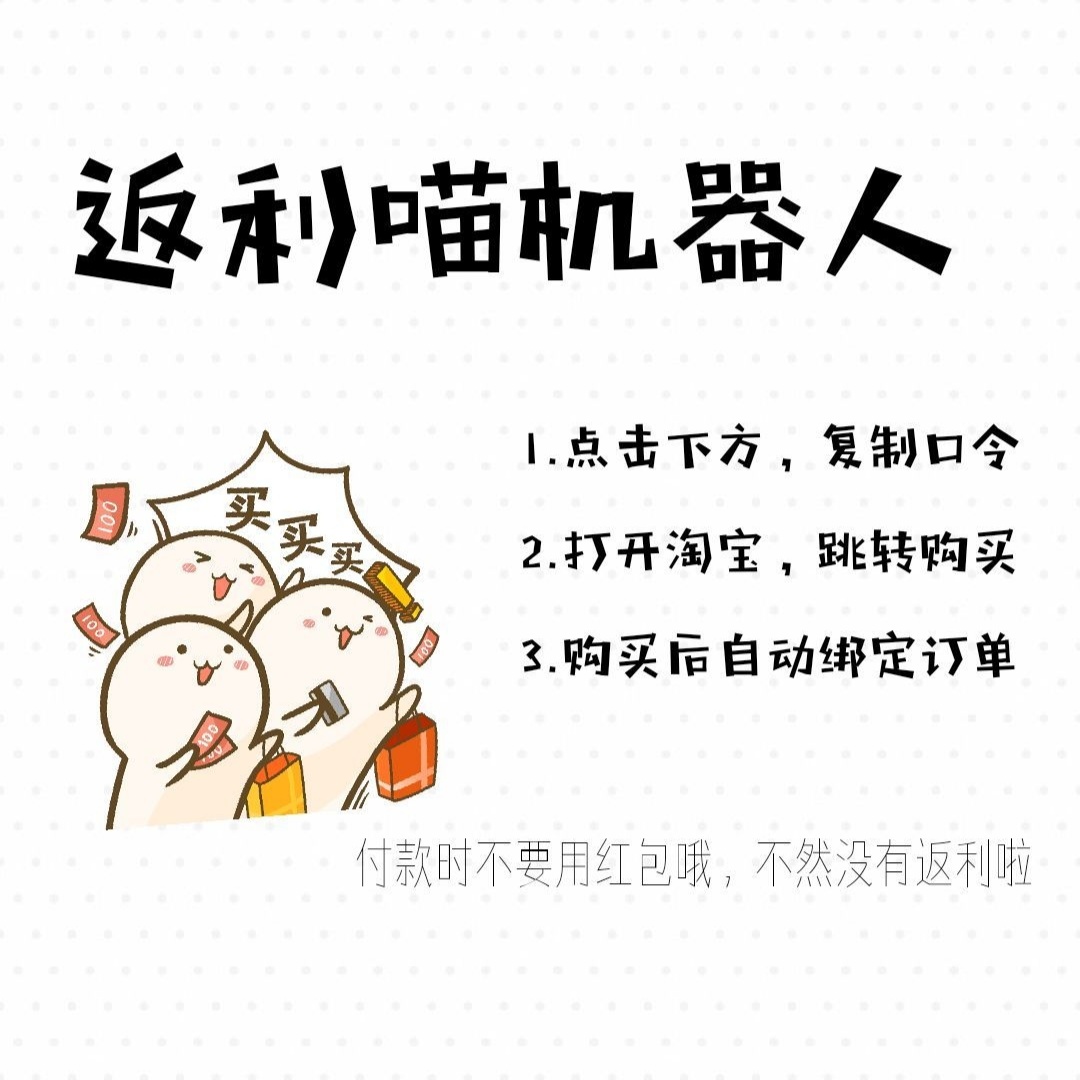 返利喵机器人
1.点击下方，复制口令
买
买
买
2.打开淘宝，跳转购买
100
100
100
3.购买后自动绑定订单
100
100
付款时不要用红包哦，不然没有返利啦